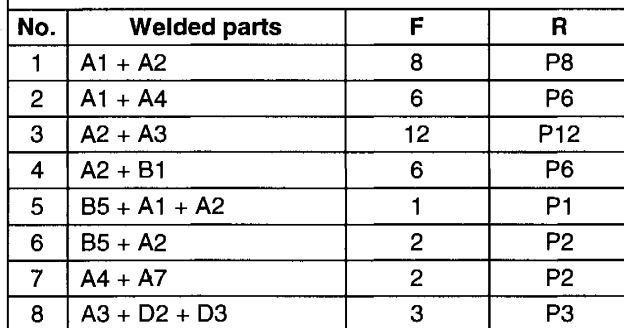 No. Welded parts F R
1 A1 + A2 8 P8
2 A1 + A4 6 P6
3 A2 + A3 12 P12
4 A2 + B1 6 P6
5 B5 + A1 + A2 1 P1
6 B5 + A2 2 P2
7 A4 + A7 2 P2
8 A3 + D2 + D3 3 P3